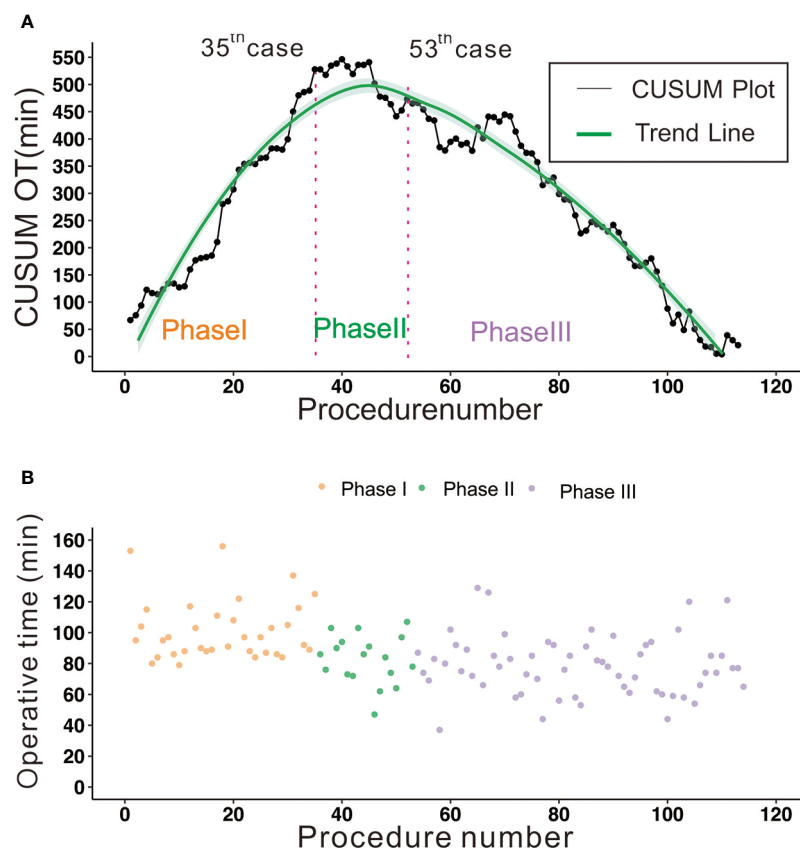 A
35th case
53th case
CUSUM Plot
Trend Line
CUSUM OT(min)
550
500
450
400
350
300
250
200
150
100
50
0
PhaseI
PhaseII
PhaseIII
0 20 40 60 80 100 120
Procedurenumber
B
Phase I Phase II Phase III
Operative time (min)
160
140
120
100
80
60
40
20
0
0 20 40 60 80 100 120
Procedure number